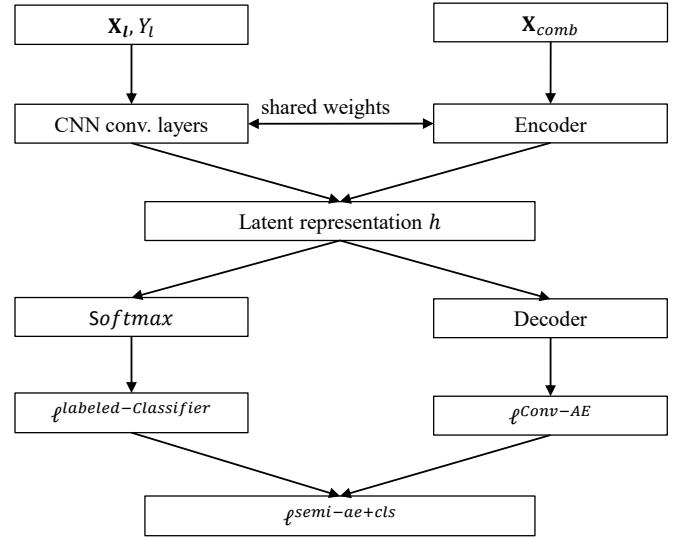 X_l, Y_l
X_comb
shared weights
CNN conv. layers
Encoder
Latent representation h
Softmax
Decoder
ℓ^labeled−Classifier
ℓ^Conv−AE
ℓ^semi−ae+cls